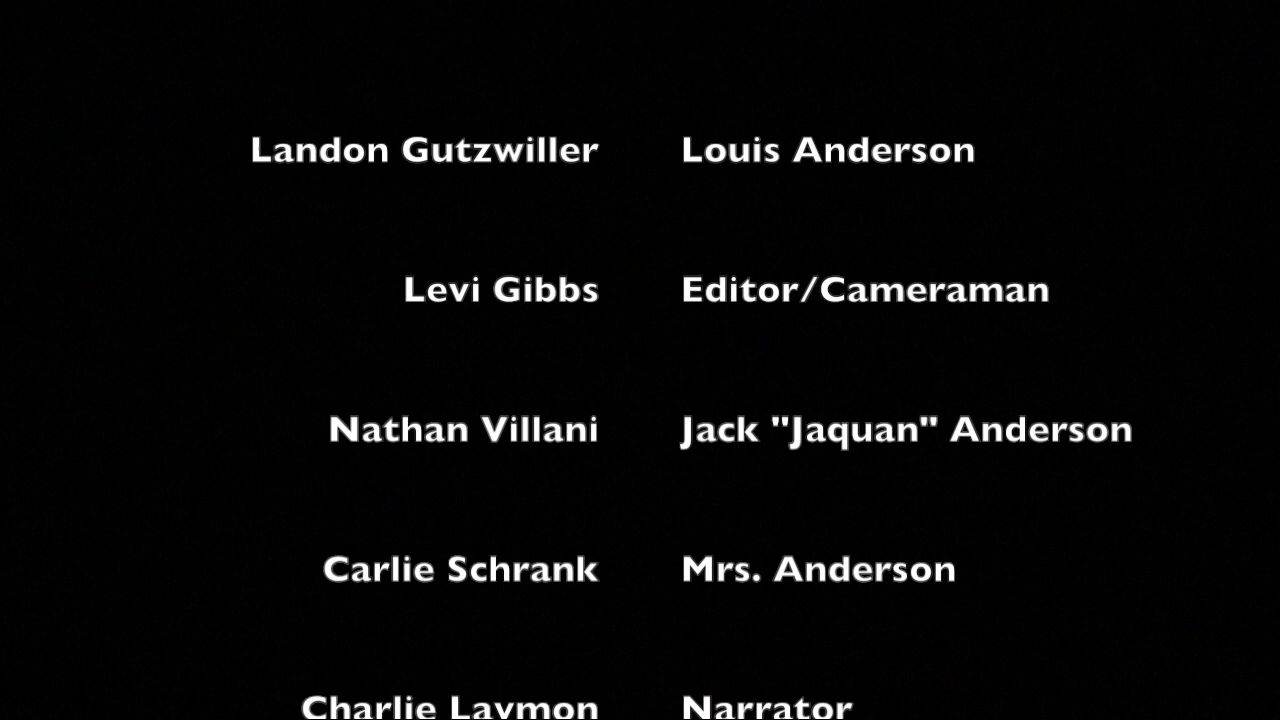 Landon Gutzwiller Louis Anderson
Levi Gibbs Editor/Cameraman
Nathan Villani Jack "Jaquan" Anderson
Carlie Schrank Mrs. Anderson
Charlie Laymon Narrator